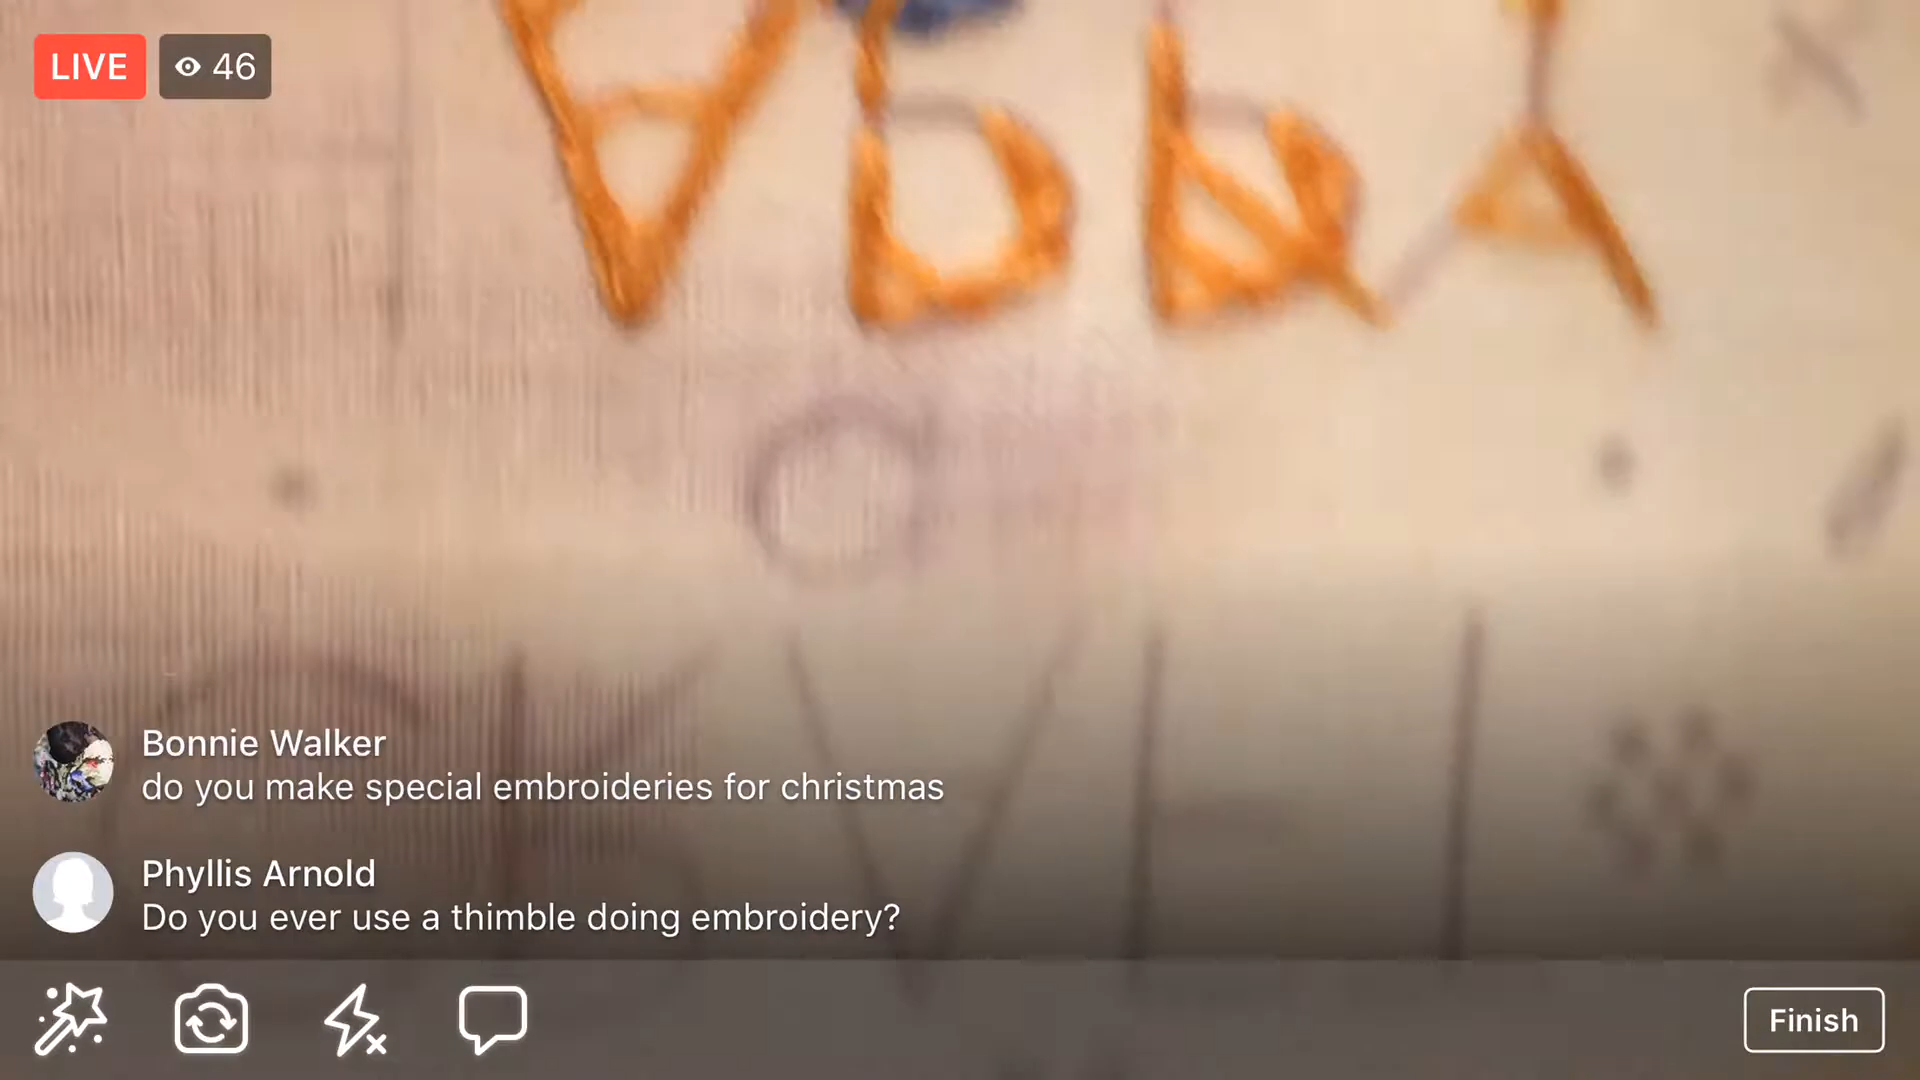 LIVE
46
Bonnie Walker
do you make special embroideries for christmas
Phyllis Arnold
Do you ever use a thimble doing embroidery?
Finish